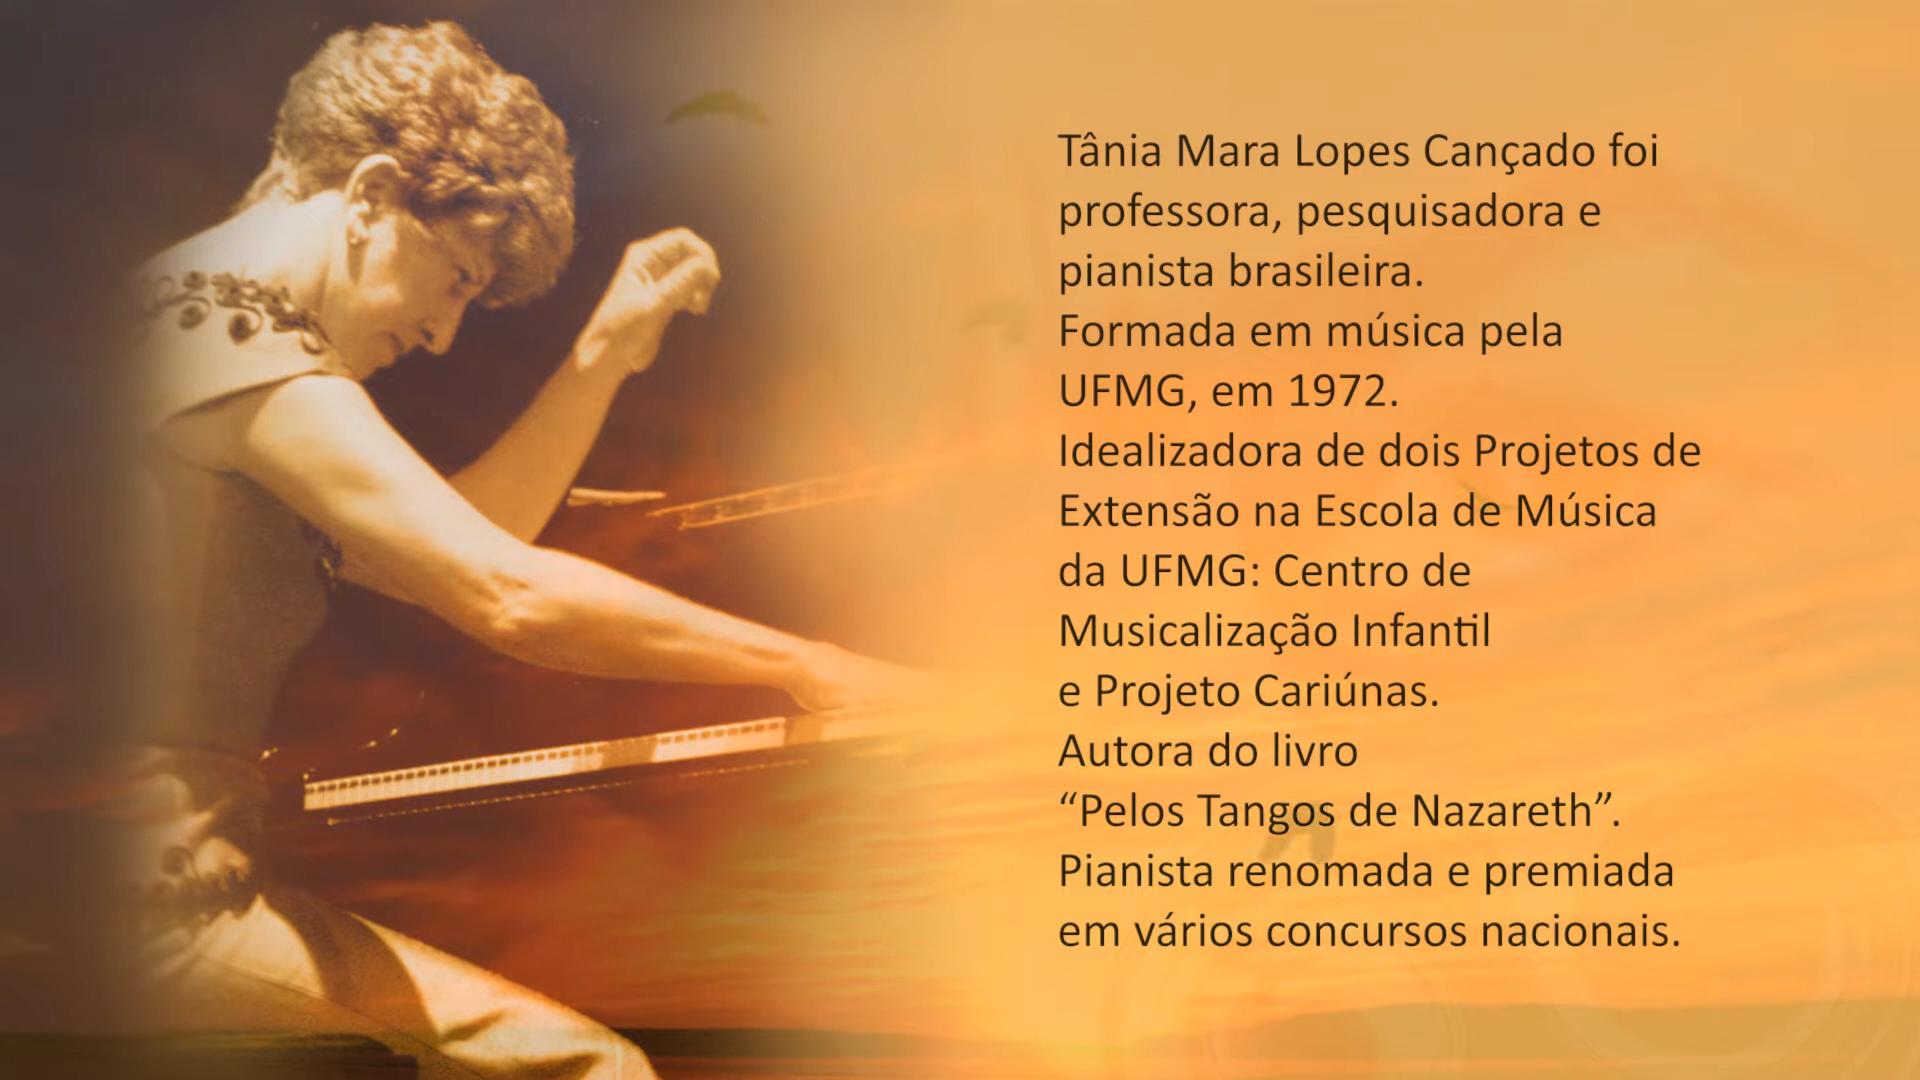 Tânia Mara Lopes Cançado foi
professora, pesquisadora e
pianista brasileira.
Formada em música pela
UFMG, em 1972.
Idealizadora de dois Projetos de
Extensão na Escola de Música
da UFMG: Centro de
Musicalização Infantil
e Projeto Cariúnas.
Autora do livro
“Pelos Tangos de Nazareth”.
Pianista renomada e premiada
em vários concursos nacionais.